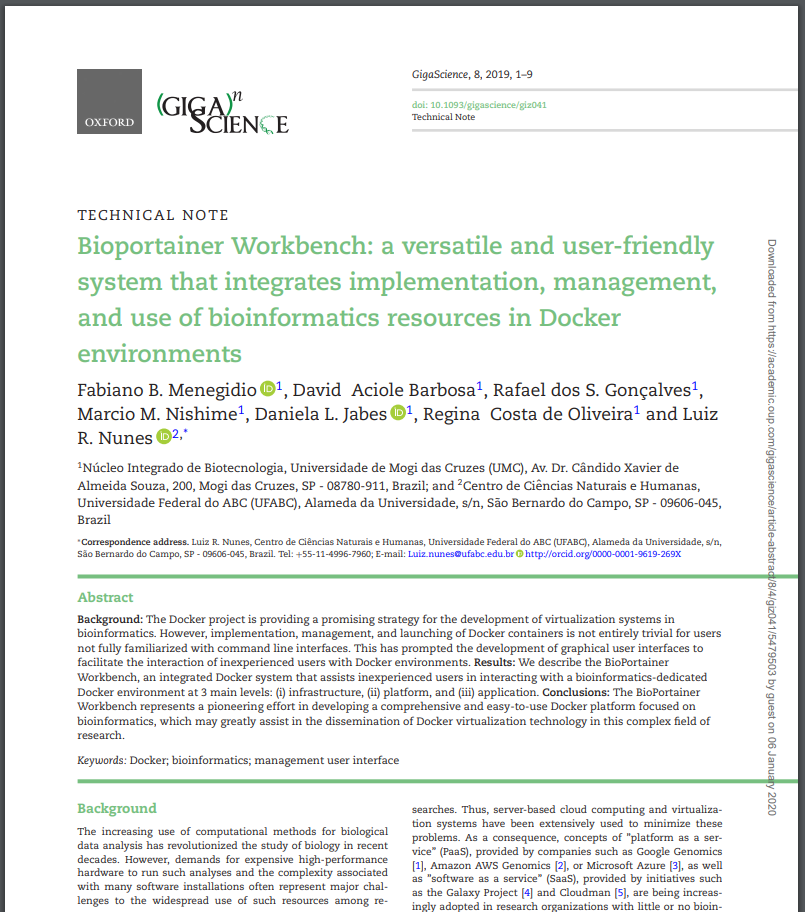 OXFORD
(GIGA)n
SCIENCE
GigaScience, 8, 2019, 1–9
doi: 10.1093/gigascience/giz041
Technical Note
TECHNICAL NOTE
Bioportainer Workbench: a versatile and user-friendly
system that integrates implementation, management,
and use of bioinformatics resources in Docker
environments
Fabiano B. Menegidio iD 1, David Aciole Barbosa1, Rafael dos S. Gonçalves1,
Marcio M. Nishime1, Daniela L. Jabes iD 1, Regina Costa de Oliveira1 and Luiz
R. Nunes iD 2,*
1Núcleo Integrado de Biotecnologia, Universidade de Mogi das Cruzes (UMC), Av. Dr. Cândido Xavier de
Almeida Souza, 200, Mogi das Cruzes, SP - 08780-911, Brazil; and 2Centro de Ciências Naturais e Humanas,
Universidade Federal do ABC (UFABC), Alameda da Universidade, s/n, São Bernardo do Campo, SP - 09606-045,
Brazil
*Correspondence address. Luiz R. Nunes, Centro de Ciências Naturais e Humanas, Universidade Federal do ABC (UFABC), Alameda da Universidade, s/n,
São Bernardo do Campo, SP - 09606-045, Brazil. Tel: +55-11-4996-7960; E-mail: Luiz.nunes@ufabc.edu.br iD http://orcid.org/0000-0001-9619-269X
Abstract
Background: The Docker project is providing a promising strategy for the development of virtualization systems in
bioinformatics. However, implementation, management, and launching of Docker containers is not entirely trivial for users
not fully familiarized with command line interfaces. This has prompted the development of graphical user interfaces to
facilitate the interaction of inexperienced users with Docker environments. Results: We describe the BioPortainer
Workbench, an integrated Docker system that assists inexperienced users in interacting with a bioinformatics-dedicated
Docker environment at 3 main levels: (i) infrastructure, (ii) platform, and (iii) application. Conclusions: The BioPortainer
Workbench represents a pioneering effort in developing a comprehensive and easy-to-use Docker platform focused on
bioinformatics, which may greatly assist in the dissemination of Docker virtualization technology in this complex field of
research.
Keywords: Docker; bioinformatics; management user interface
Background
The increasing use of computational methods for biological
data analysis has revolutionized the study of biology in recent
decades. However, demands for expensive high-performance
hardware to run such analyses and the complexity associated
with many software installations often represent major chal-
lenges to the widespread use of such resources among re-
searches. Thus, server-based cloud computing and virtualiza-
tion systems have been extensively used to minimize these
problems. As a consequence, concepts of "platform as a ser-
vice" (PaaS), provided by companies such as Google Genomics
[1], Amazon AWS Genomics [2], or Microsoft Azure [3], as well
as "software as a service" (SaaS), provided by initiatives such
as the Galaxy Project [4] and Cloudman [5], are being increas-
ingly adopted in research organizations with little or no bioin-
Downloaded from https://academic.oup.com/gigascience/article-abstract/8/4/giz041/5479503 by guest on 06 January 2020